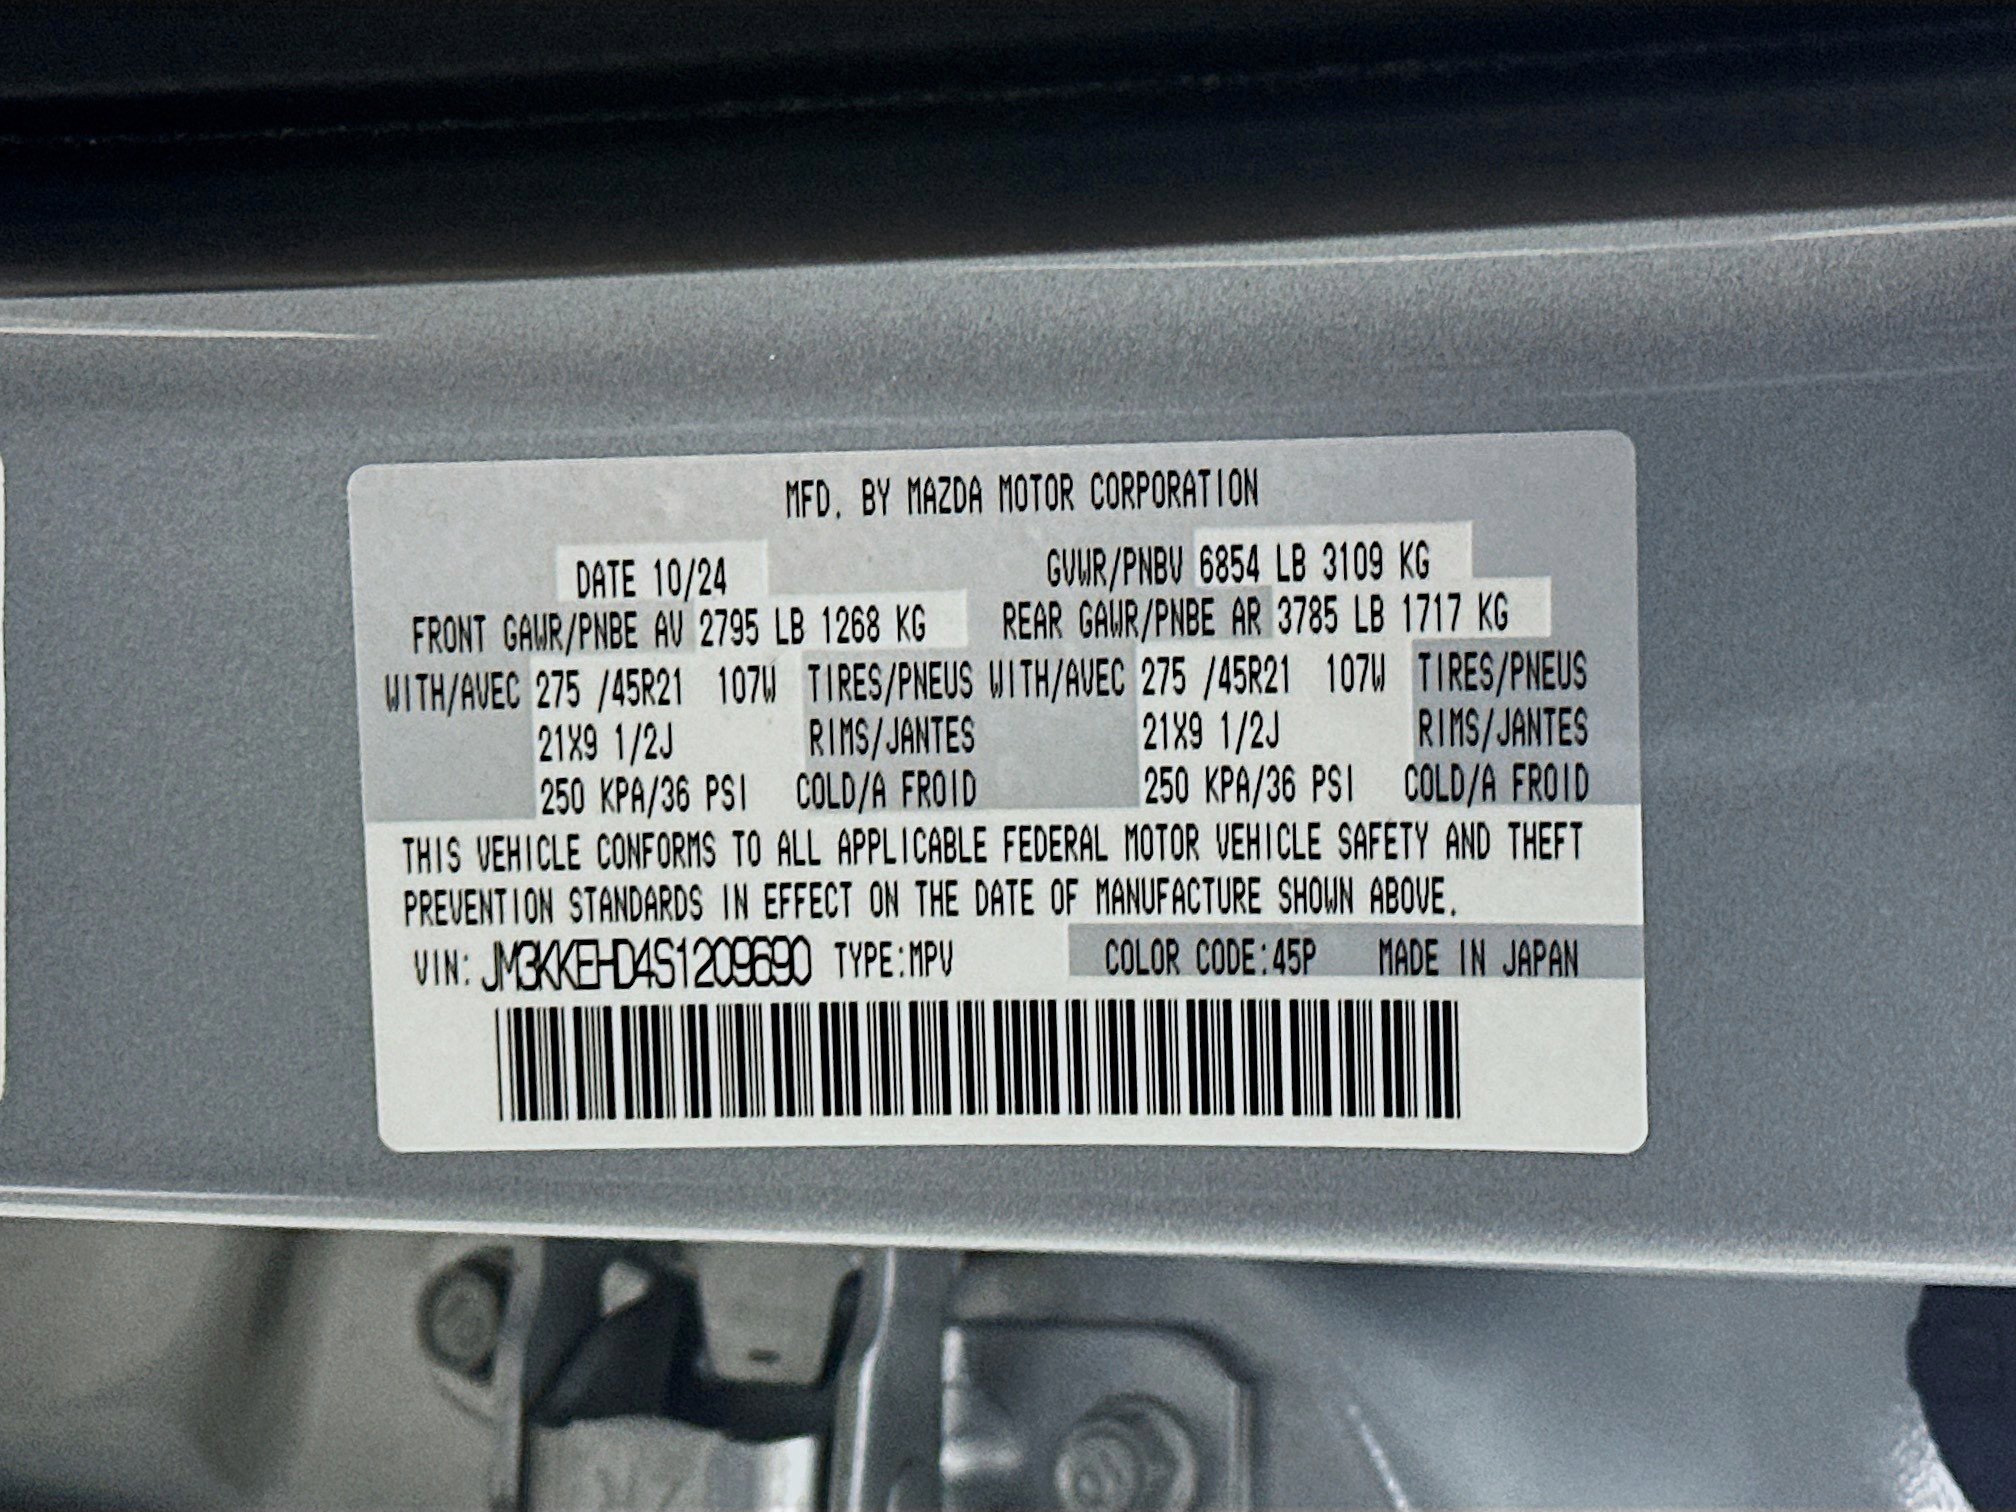 MFD. BY MAZDA MOTOR CORPORATION
DATE 10/24 GVWR/PNBV 6854 LB 3109 KG
FRONT GAWR/PNBE AV 2795 LB 1268 KG REAR GAWR/PNBE AR 3785 LB 1717 KG
WITH/AVEC 275 /45R21 107W TIRES/PNEUS WITH/AVEC 275 /45R21 107W TIRES/PNEUS
21X9 1/2J RIMS/JANTES 21X9 1/2J RIMS/JANTES
250 KPA/36 PSI COLD/A FROID 250 KPA/36 PSI COLD/A FROID
THIS VEHICLE CONFORMS TO ALL APPLICABLE FEDERAL MOTOR VEHICLE SAFETY AND THEFT
PREVENTION STANDARDS IN EFFECT ON THE DATE OF MANUFACTURE SHOWN ABOVE.
VIN: JM3KKEHD4S1209690 TYPE:MPV COLOR CODE:45P MADE IN JAPAN